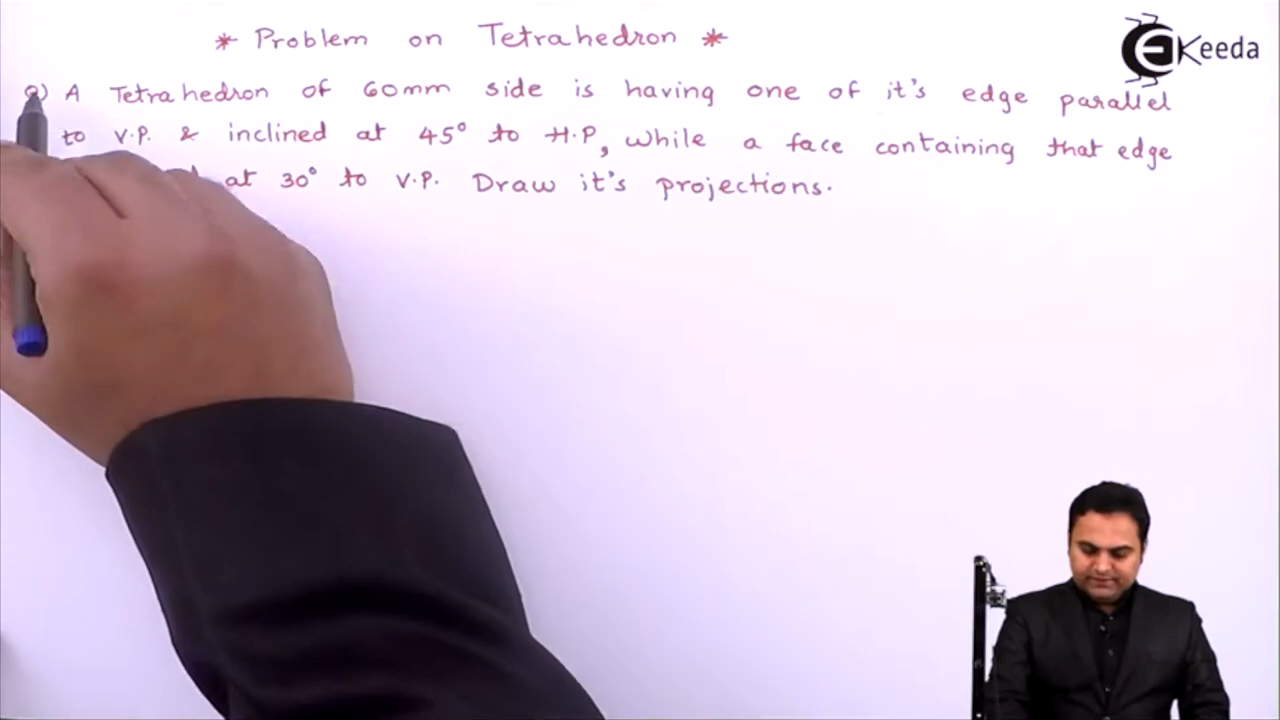 * Problem on Tetrahedron *
Ekeeda
Q) A Tetrahedron of 60mm side is having one of it's edge parallel
to V.P. & inclined at 45° to H.P, while a face containing that edge
at 30° to V.P. Draw it's projections.